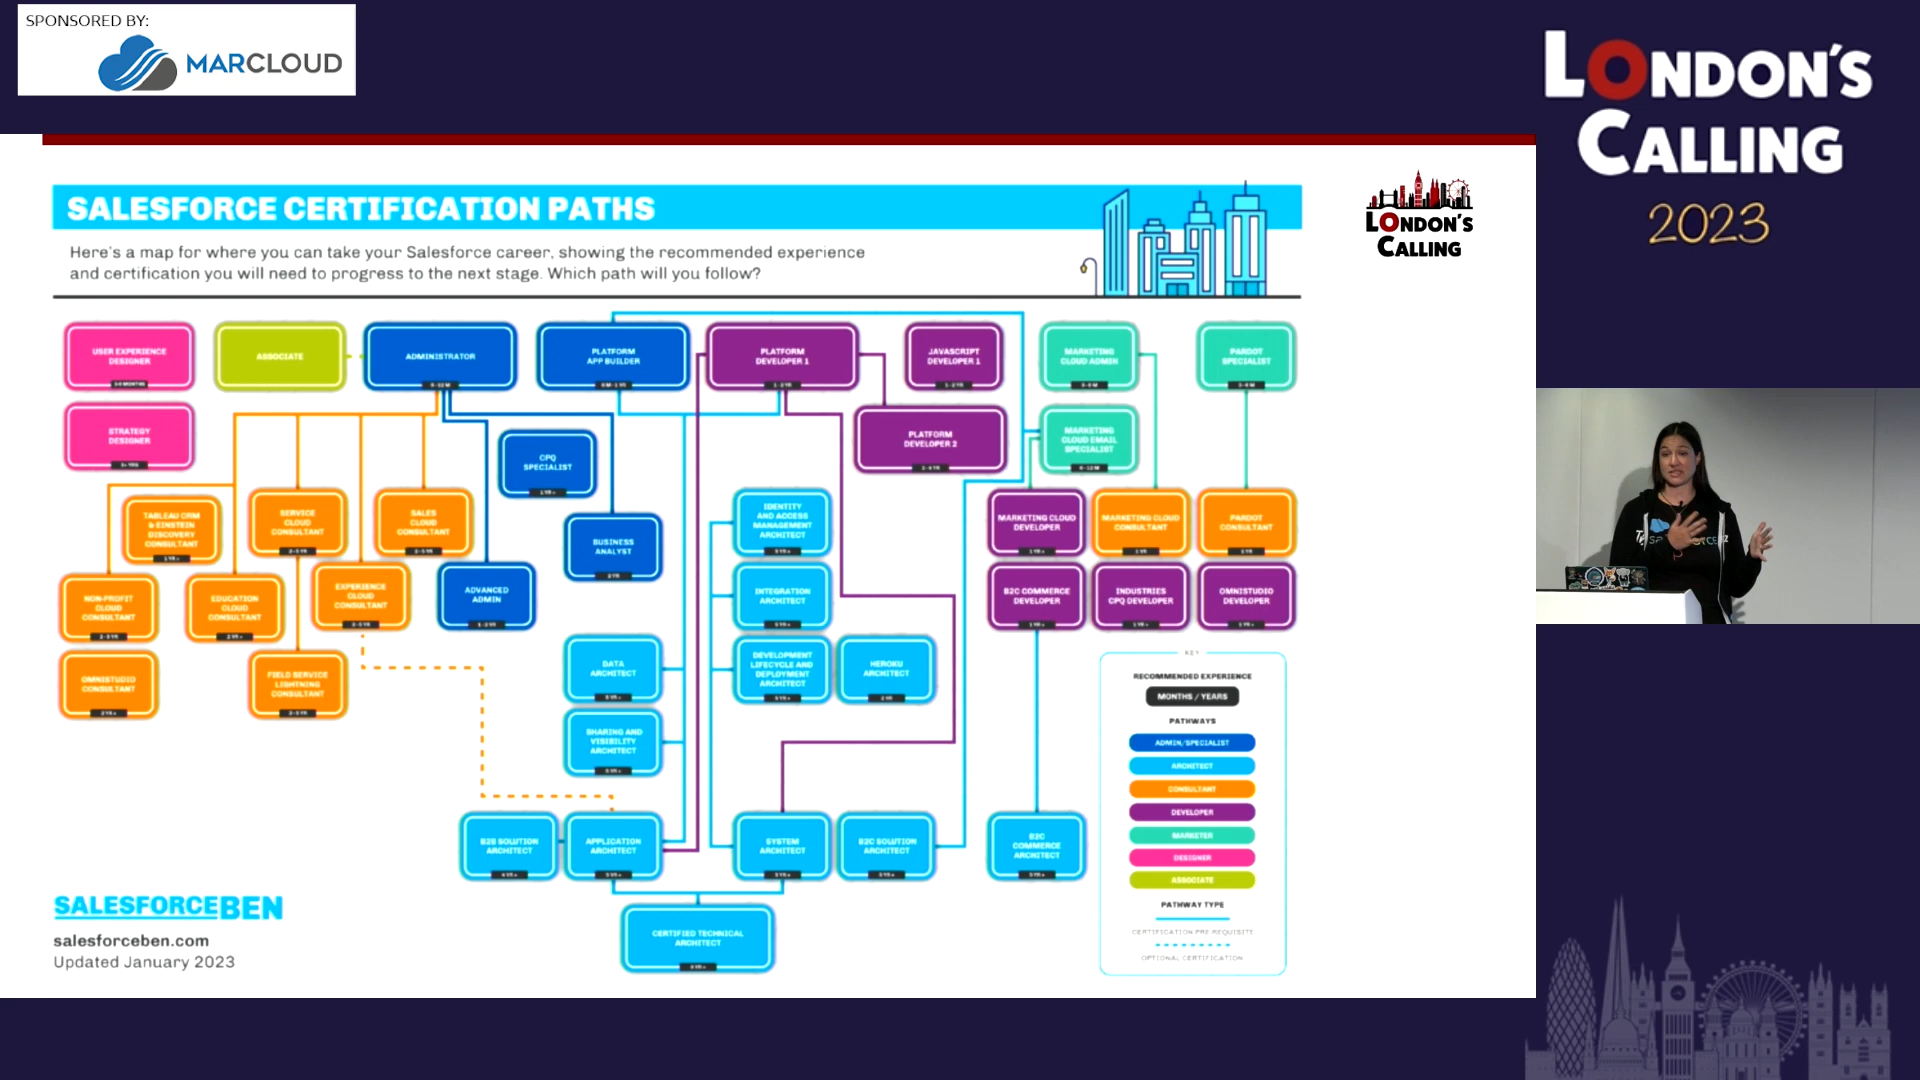 SPONSORED BY:
MARCLOUD
LONDON'S
CALLING
2023
SALESFORCE CERTIFICATION PATHS
Here's a map for where you can take your Salesforce career, showing the recommended experience
and certification you will need to progress to the next stage. Which path will you follow?
LONDON'S
CALLING
USER EXPERIENCE
DESIGNER
ASSOCIATE
ADMINISTRATOR
PLATFORM
APP BUILDER
PLATFORM
DEVELOPER 1
JAVASCRIPT
DEVELOPER 1
MARKETING
CLOUD ADMIN
PARDOT
SPECIALIST
STRATEGY
DESIGNER
CPQ
SPECIALIST
PLATFORM
DEVELOPER 2
MARKETING
CLOUD EMAIL
SPECIALIST
TABLEAU CRM
& EINSTEIN
DISCOVERY
CONSULTANT
SERVICE
CLOUD
CONSULTANT
SALES
CLOUD
CONSULTANT
BUSINESS
ANALYST
IDENTITY
AND ACCESS
MANAGEMENT
ARCHITECT
MARKETING CLOUD
DEVELOPER
MARKETING CLOUD
CONSULTANT
PARDOT
CONSULTANT
NON-PROFIT
CLOUD
CONSULTANT
EDUCATION
CLOUD
CONSULTANT
EXPERIENCE
CLOUD
CONSULTANT
ADVANCED
ADMIN
INTEGRATION
ARCHITECT
B2C COMMERCE
DEVELOPER
INDUSTRIES
CPQ DEVELOPER
OMNISTUDIO
DEVELOPER
OMNISTUDIO
CONSULTANT
FIELD SERVICE
LIGHTNING
CONSULTANT
DATA
ARCHITECT
DEVELOPMENT
LIFECYCLE AND
DEPLOYMENT
ARCHITECT
HEROKU
ARCHITECT
SHARING AND
VISIBILITY
ARCHITECT
B2B SOLUTION
ARCHITECT
APPLICATION
ARCHITECT
SYSTEM
ARCHITECT
B2C SOLUTION
ARCHITECT
B2C
COMMERCE
ARCHITECT
CERTIFIED TECHNICAL
ARCHITECT
KEY
RECOMMENDED EXPERIENCE
MONTHS / YEARS
PATHWAYS
ADMIN/SPECIALIST
ARCHITECT
CONSULTANT
DEVELOPER
MARKETER
DESIGNER
ASSOCIATE
PATHWAY TYPE
CERTIFICATION PRE REQUISITE
OPTIONAL CERTIFICATION
SALESFORCEBEN
salesforceben.com
Updated January 2023